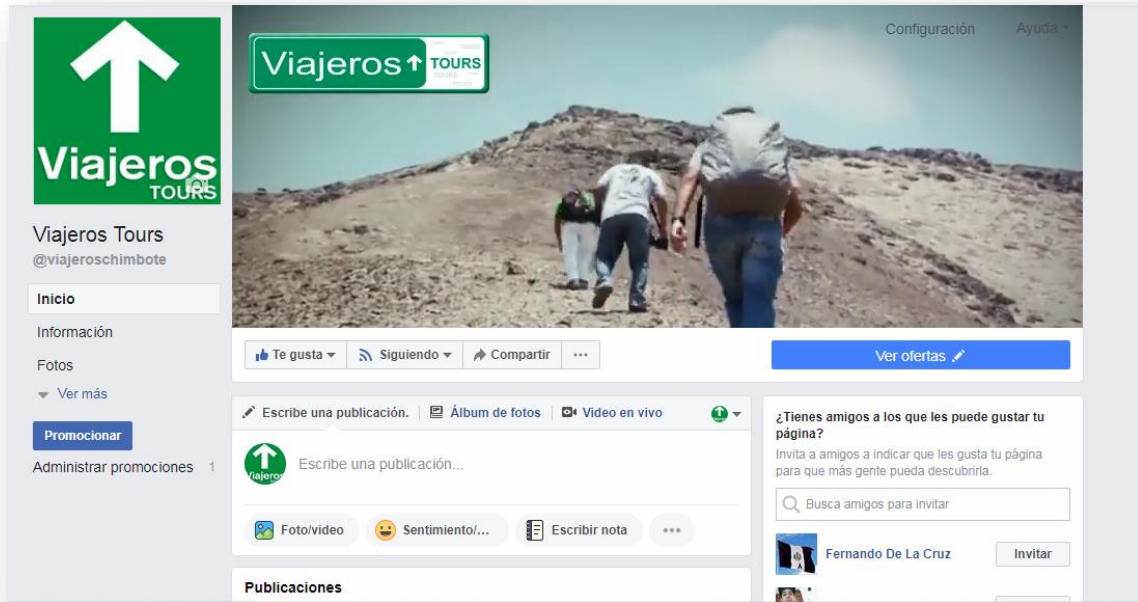 Viajeros
TOURS
Viajeros Tours
@viajeroschimbote
Inicio
Información
Fotos
Ver más
Promocionar
Administrar promociones 1
Viajeros TOURS
Configuración Ayuda
Te gusta Siguiendo Compartir ...
Ver ofertas
Escribe una publicación. Álbum de fotos Video en vivo
Viajeros
Escribe una publicación...
Foto/video Sentimiento/... Escribir nota ...
Publicaciones
¿Tienes amigos a los que les puede gustar tu
página?
Invita a amigos a indicar que les gusta tu página
para que más gente pueda descubrirla.
Busca amigos para invitar
Fernando De La Cruz Invitar